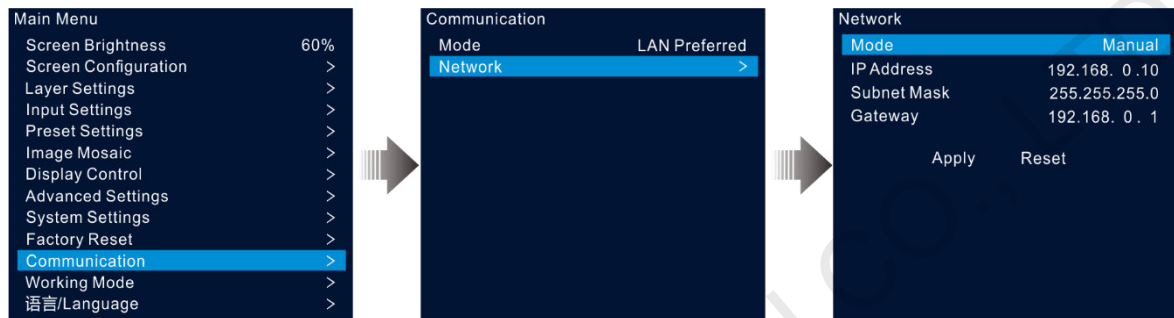 Main Menu
Screen Brightness 60%
Screen Configuration >
Layer Settings >
Input Settings >
Preset Settings >
Image Mosaic >
Display Control >
Advanced Settings >
System Settings >
Factory Reset >
Communication >
Working Mode >
语言/Language >
Communication
Mode LAN Preferred
Network >
Network
Mode Manual
IP Address 192.168. 0 .10
Subnet Mask 255.255.255.0
Gateway 192.168. 0 . 1
Apply Reset